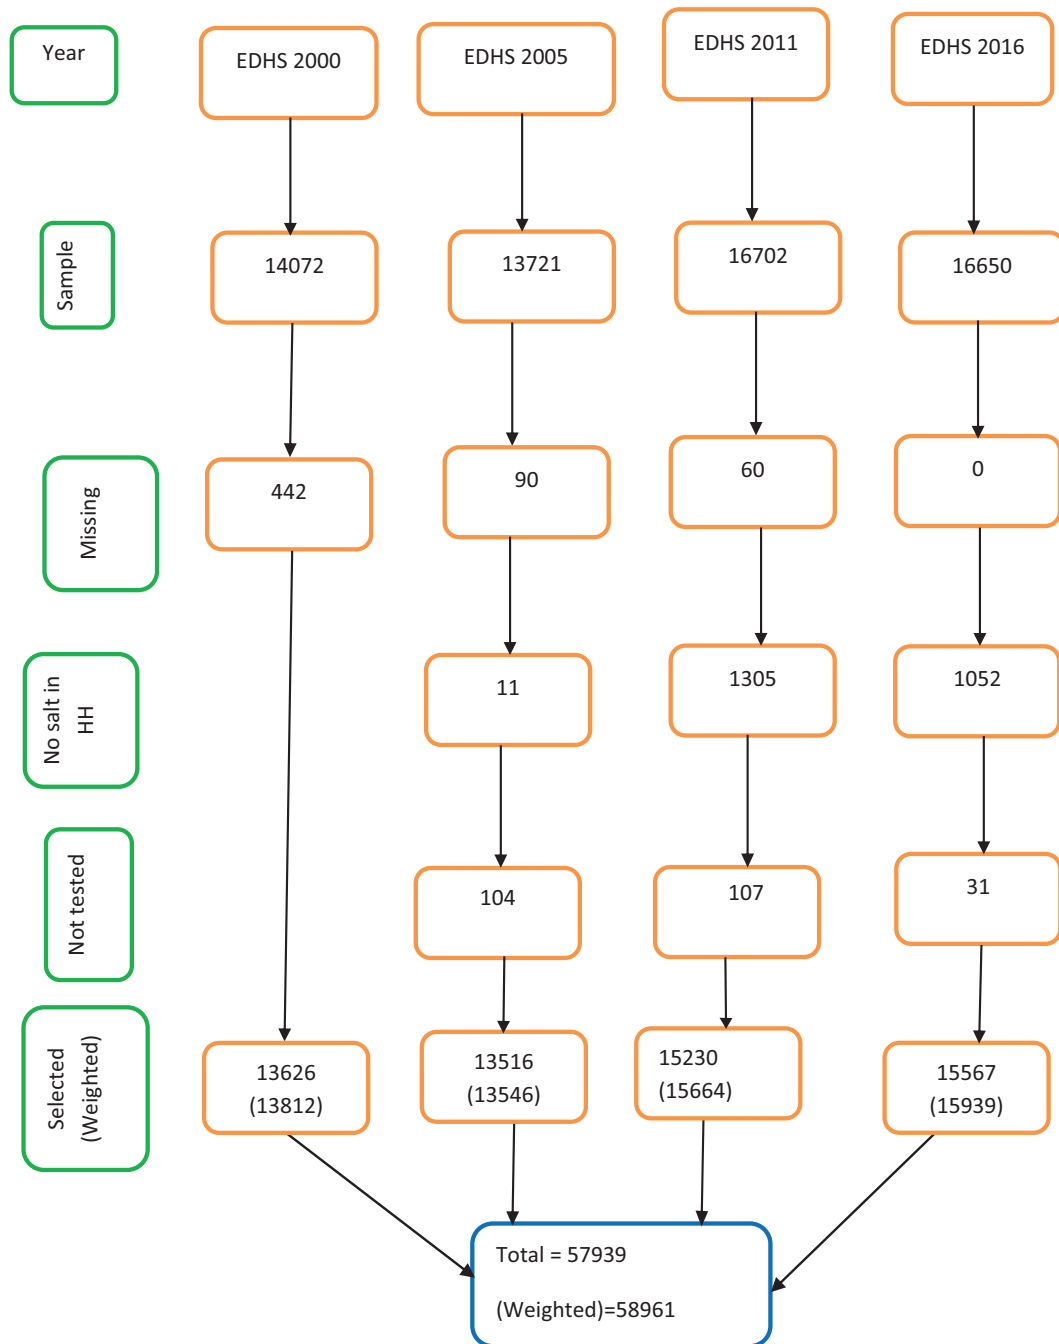 Year
EDHS 2000
EDHS 2005
EDHS 2011
EDHS 2016
Sample
14072
13721
16702
16650
Missing
442
90
60
0
No salt in
HH
11
1305
1052
Not tested
104
107
31
Selected
(Weighted)
13626
(13812)
13516
(13546)
15230
(15664)
15567
(15939)
Total = 57939
(Weighted)=58961